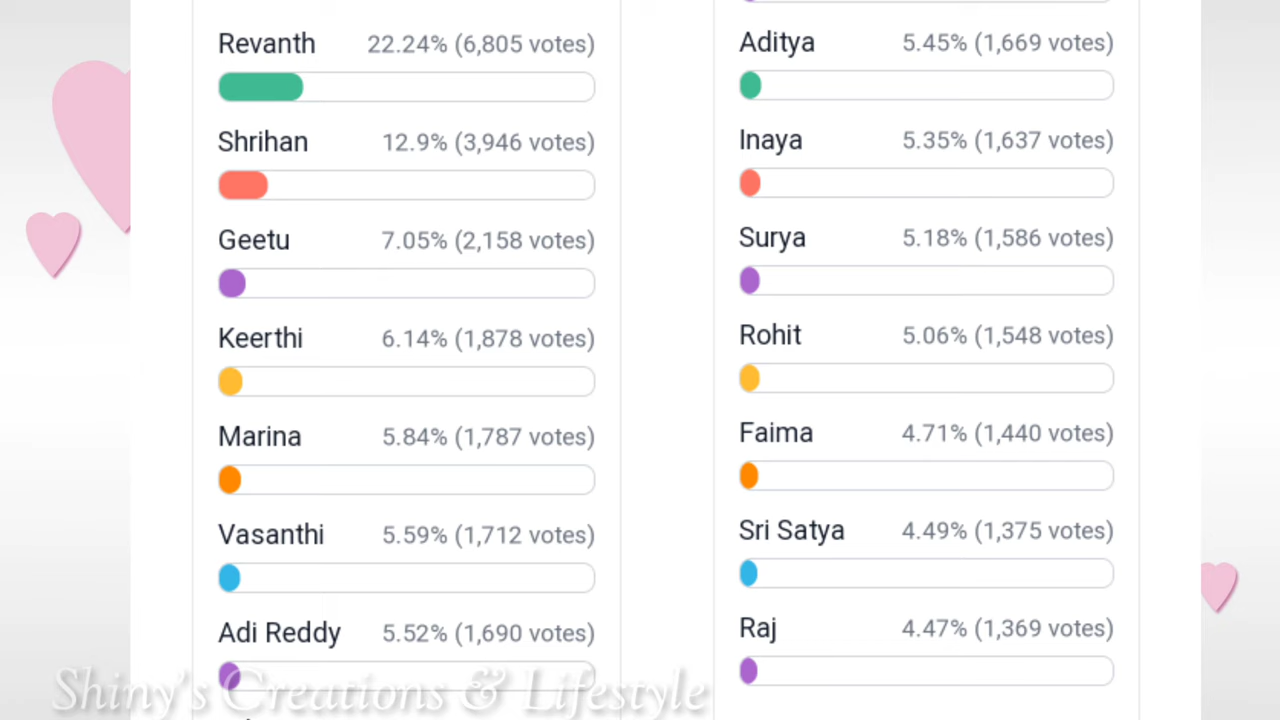 Revanth 22.24% (6,805 votes)
Shrihan 12.9% (3,946 votes)
Geetu 7.05% (2,158 votes)
Keerthi 6.14% (1,878 votes)
Marina 5.84% (1,787 votes)
Vasanthi 5.59% (1,712 votes)
Adi Reddy 5.52% (1,690 votes)
Aditya 5.45% (1,669 votes)
Inaya 5.35% (1,637 votes)
Surya 5.18% (1,586 votes)
Rohit 5.06% (1,548 votes)
Faima 4.71% (1,440 votes)
Sri Satya 4.49% (1,375 votes)
Raj 4.47% (1,369 votes)
Shiny's Creations & Lifestyle